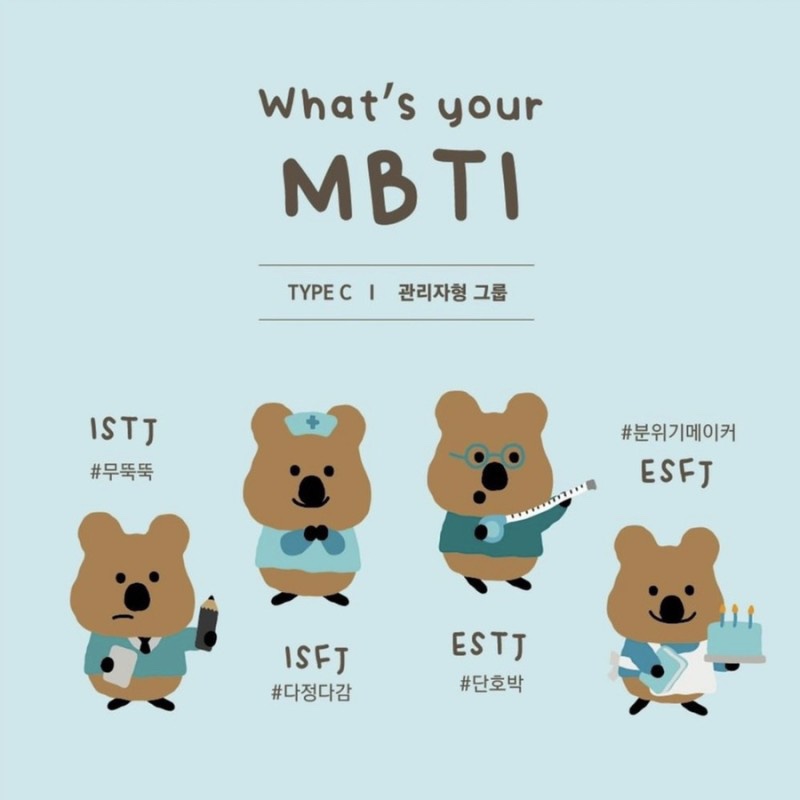 What's your
MBTI
TYPE C | 관리자형 그룹
ISTJ
#무뚝뚝
#분위기메이커
ESFJ
ISFJ
#다정다감
ESTJ
#단호박